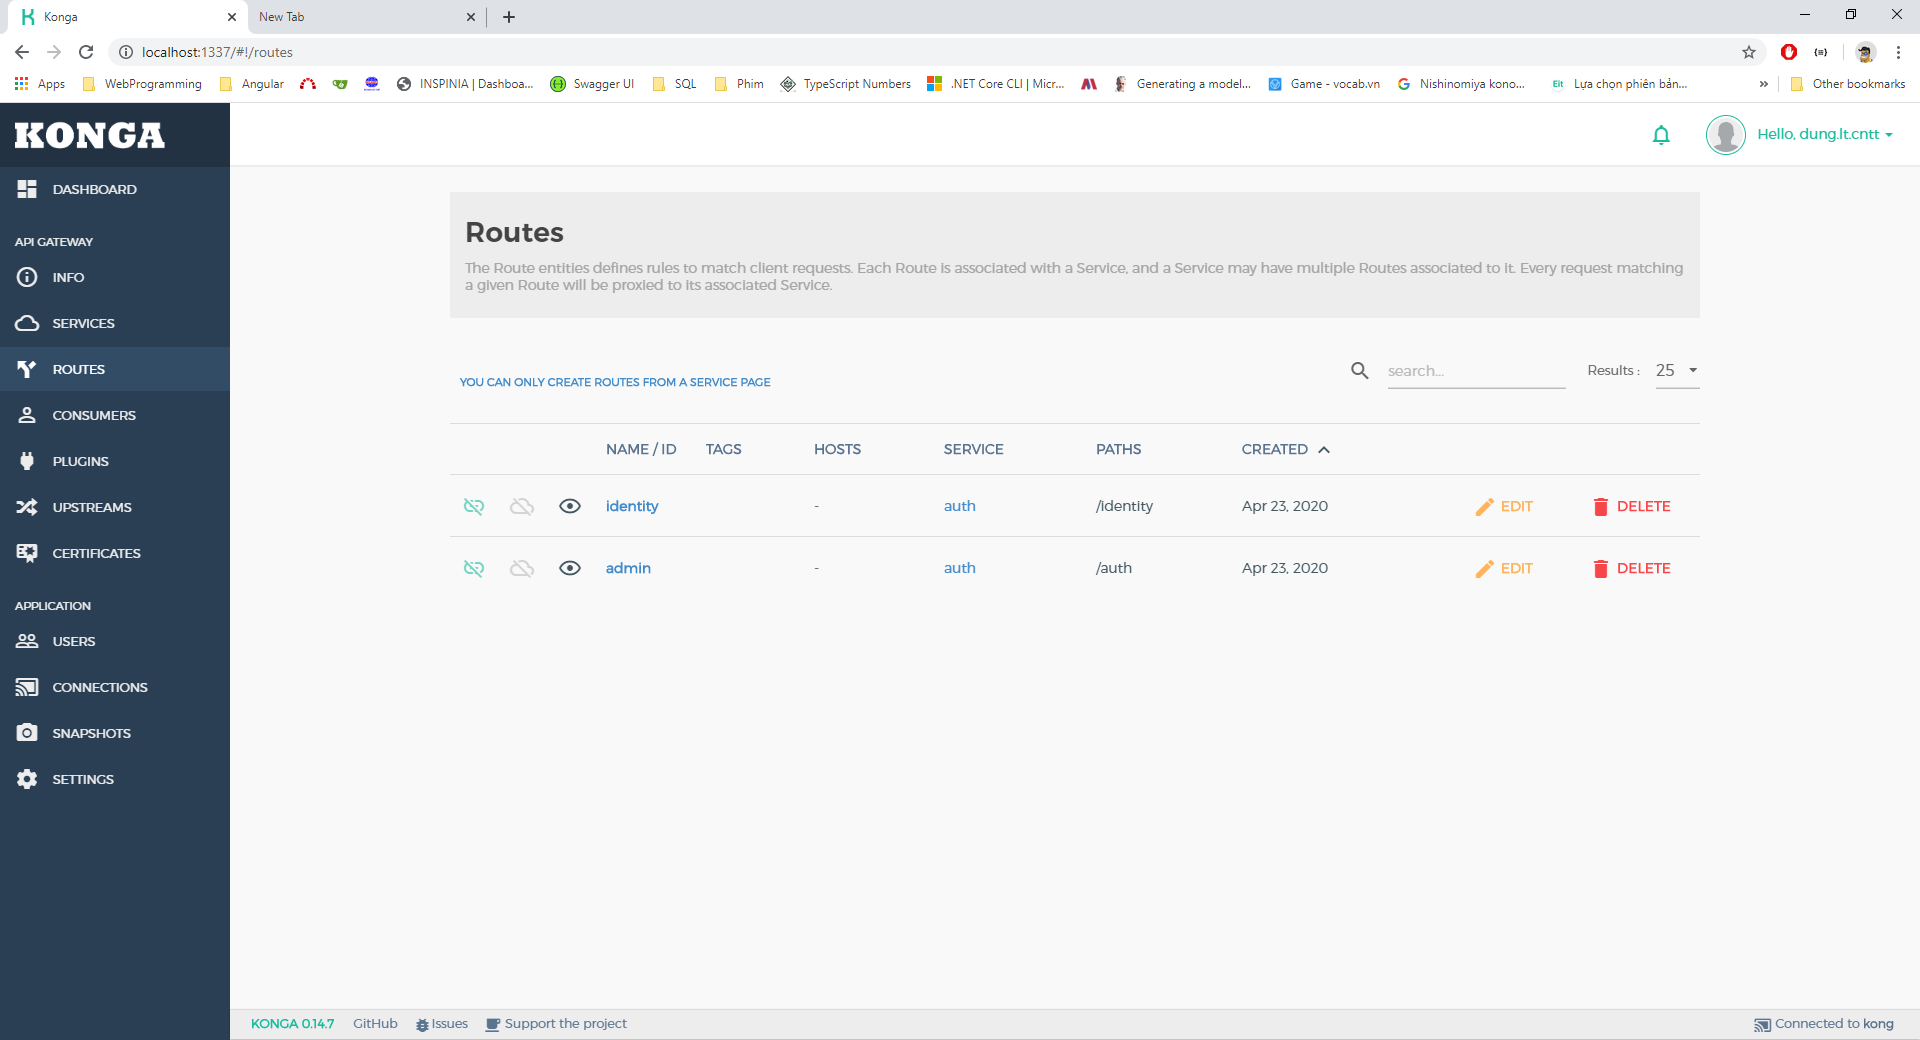 Konga
New Tab
localhost:1337/#!/routes
Apps
WebProgramming
Angular
INSPINIA | Dashboa...
Swagger UI
SQL
Phim
TypeScript Numbers
.NET Core CLI | Micr...
Generating a model...
Game - vocab.vn
Nishinomiya kono...
Eit
Lựa chọn phiên bản...
»
Other bookmarks
KONGA
Hello, dung.lt.cntt
DASHBOARD
API GATEWAY
INFO
SERVICES
ROUTES
CONSUMERS
PLUGINS
UPSTREAMS
CERTIFICATES
APPLICATION
USERS
CONNECTIONS
SNAPSHOTS
SETTINGS
Routes
The Route entities defines rules to match client requests. Each Route is associated with a Service, and a Service may have multiple Routes associated to it. Every request matching
a given Route will be proxied to its associated Service.
YOU CAN ONLY CREATE ROUTES FROM A SERVICE PAGE
search...
Results : 25
NAME / ID TAGS HOSTS SERVICE PATHS CREATED
identity - auth /identity Apr 23, 2020 EDIT DELETE
admin - auth /auth Apr 23, 2020 EDIT DELETE
KONGA 0.14.7 GitHub Issues Support the project
Connected to kong